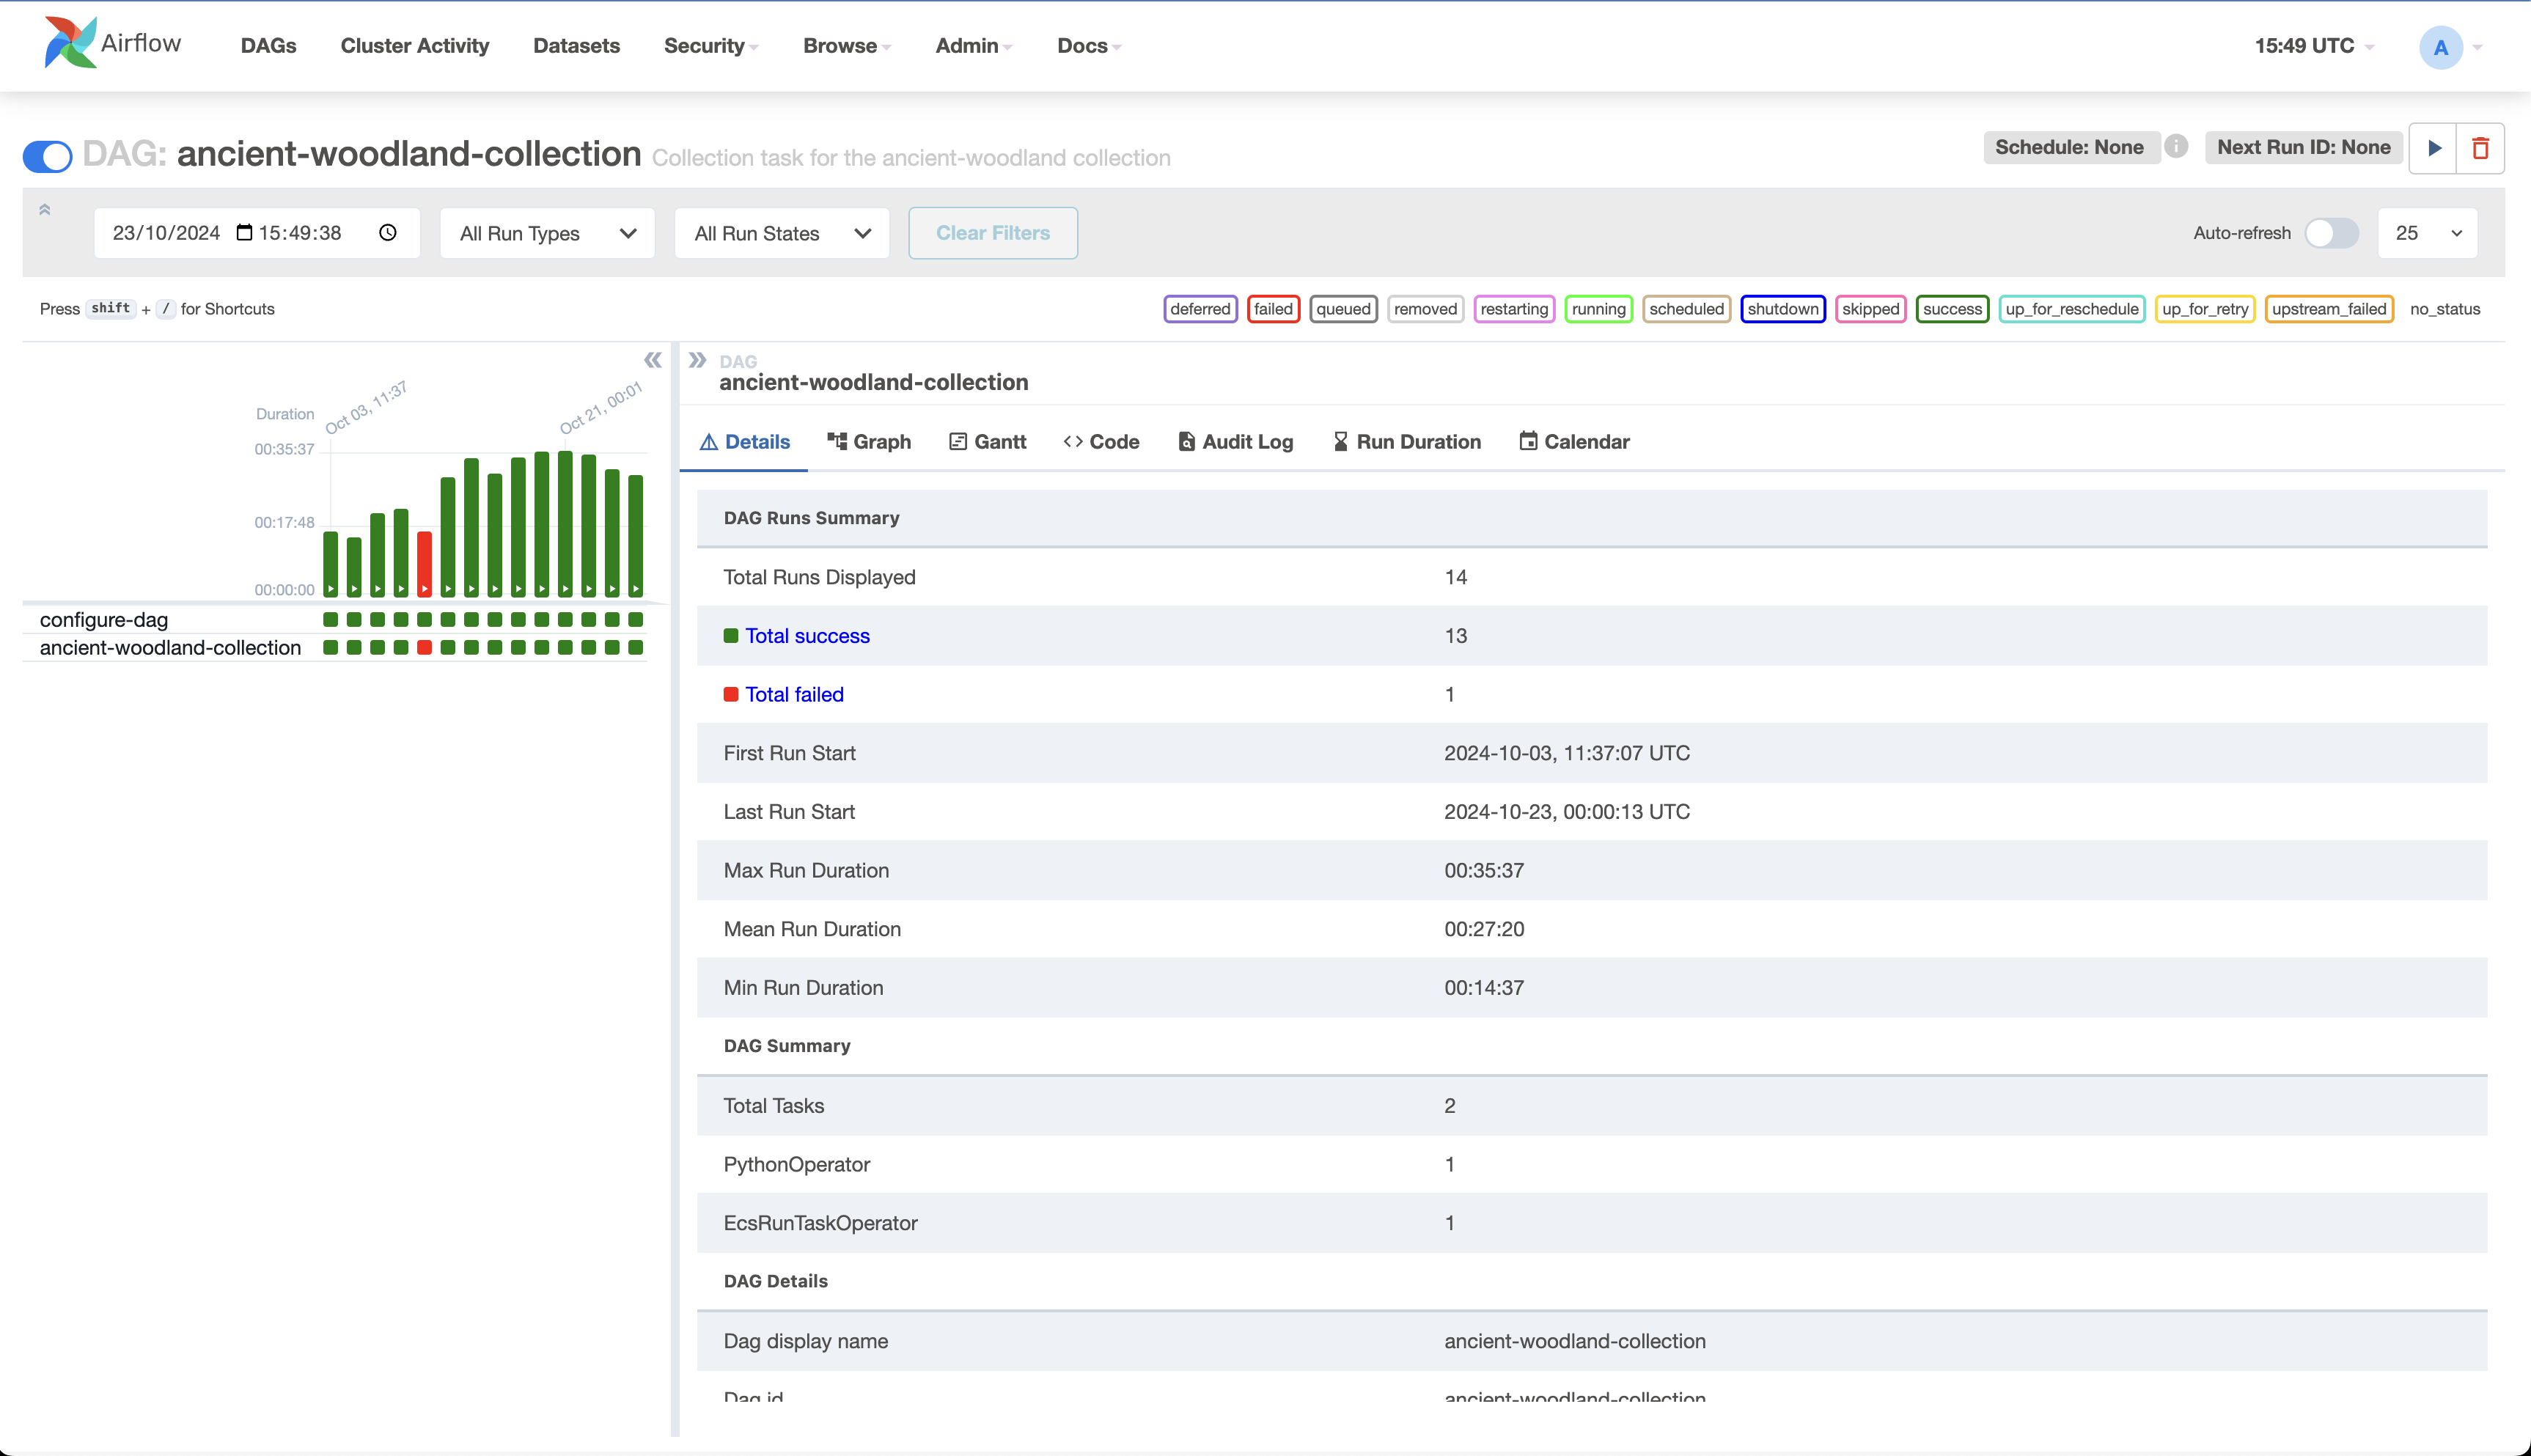 Airflow DAGs Cluster Activity Datasets Security Browse Admin Docs 15:49 UTC A
DAG: ancient-woodland-collection Collection task for the ancient-woodland collection Schedule: None i Next Run ID: None
23/10/2024 15:49:38 All Run Types All Run States Clear Filters Auto-refresh 25
Press shift + / for Shortcuts deferred failed queued removed restarting running scheduled shutdown skipped success up_for_reschedule up_for_retry upstream_failed no_status
Duration
Oct 03, 11:37
Oct 21, 00:01
00:35:37
00:17:48
00:00:00
configure-dag
ancient-woodland-collection
DAG
ancient-woodland-collection
Details Graph Gantt Code Audit Log Run Duration Calendar
DAG Runs Summary
Total Runs Displayed 14
Total success 13
Total failed 1
First Run Start 2024-10-03, 11:37:07 UTC
Last Run Start 2024-10-23, 00:00:13 UTC
Max Run Duration 00:35:37
Mean Run Duration 00:27:20
Min Run Duration 00:14:37
DAG Summary
Total Tasks 2
PythonOperator 1
EcsRunTaskOperator 1
DAG Details
Dag display name ancient-woodland-collection
Dag id ancient-woodland-collection